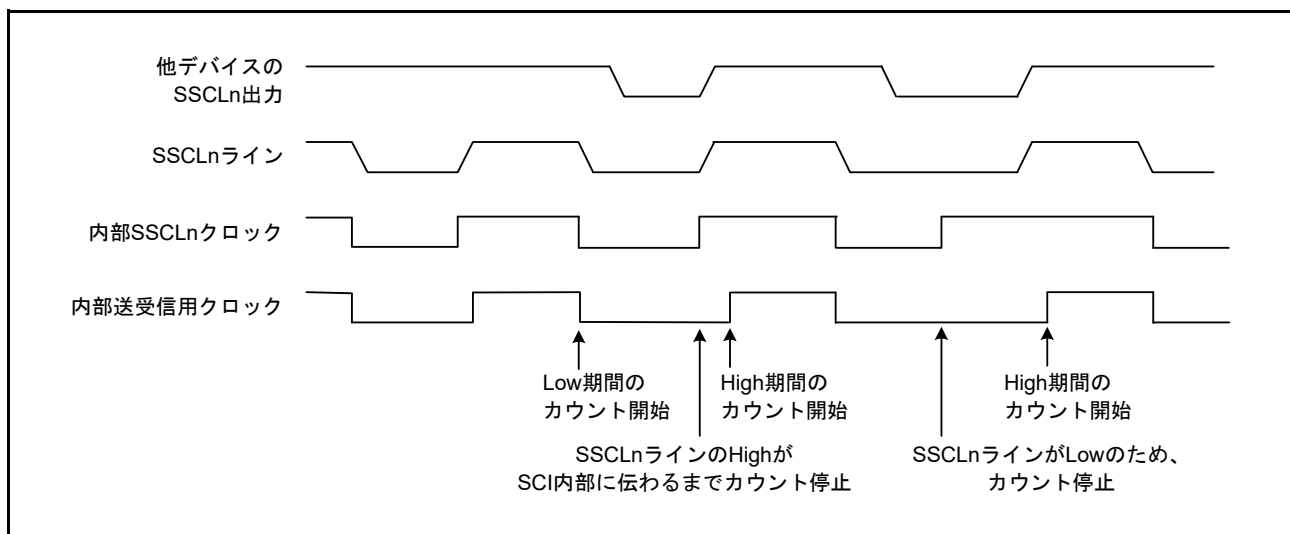 他デバイスの
SSCLn出力
SSCLnライン
内部SSCLnクロック
内部送受信用クロック
Low期間の
カウント開始
High期間の
カウント開始
High期間の
カウント開始
SSCLnラインのHighが
SCI内部に伝わるまでカウント停止
SSCLnラインがLowのため、
カウント停止